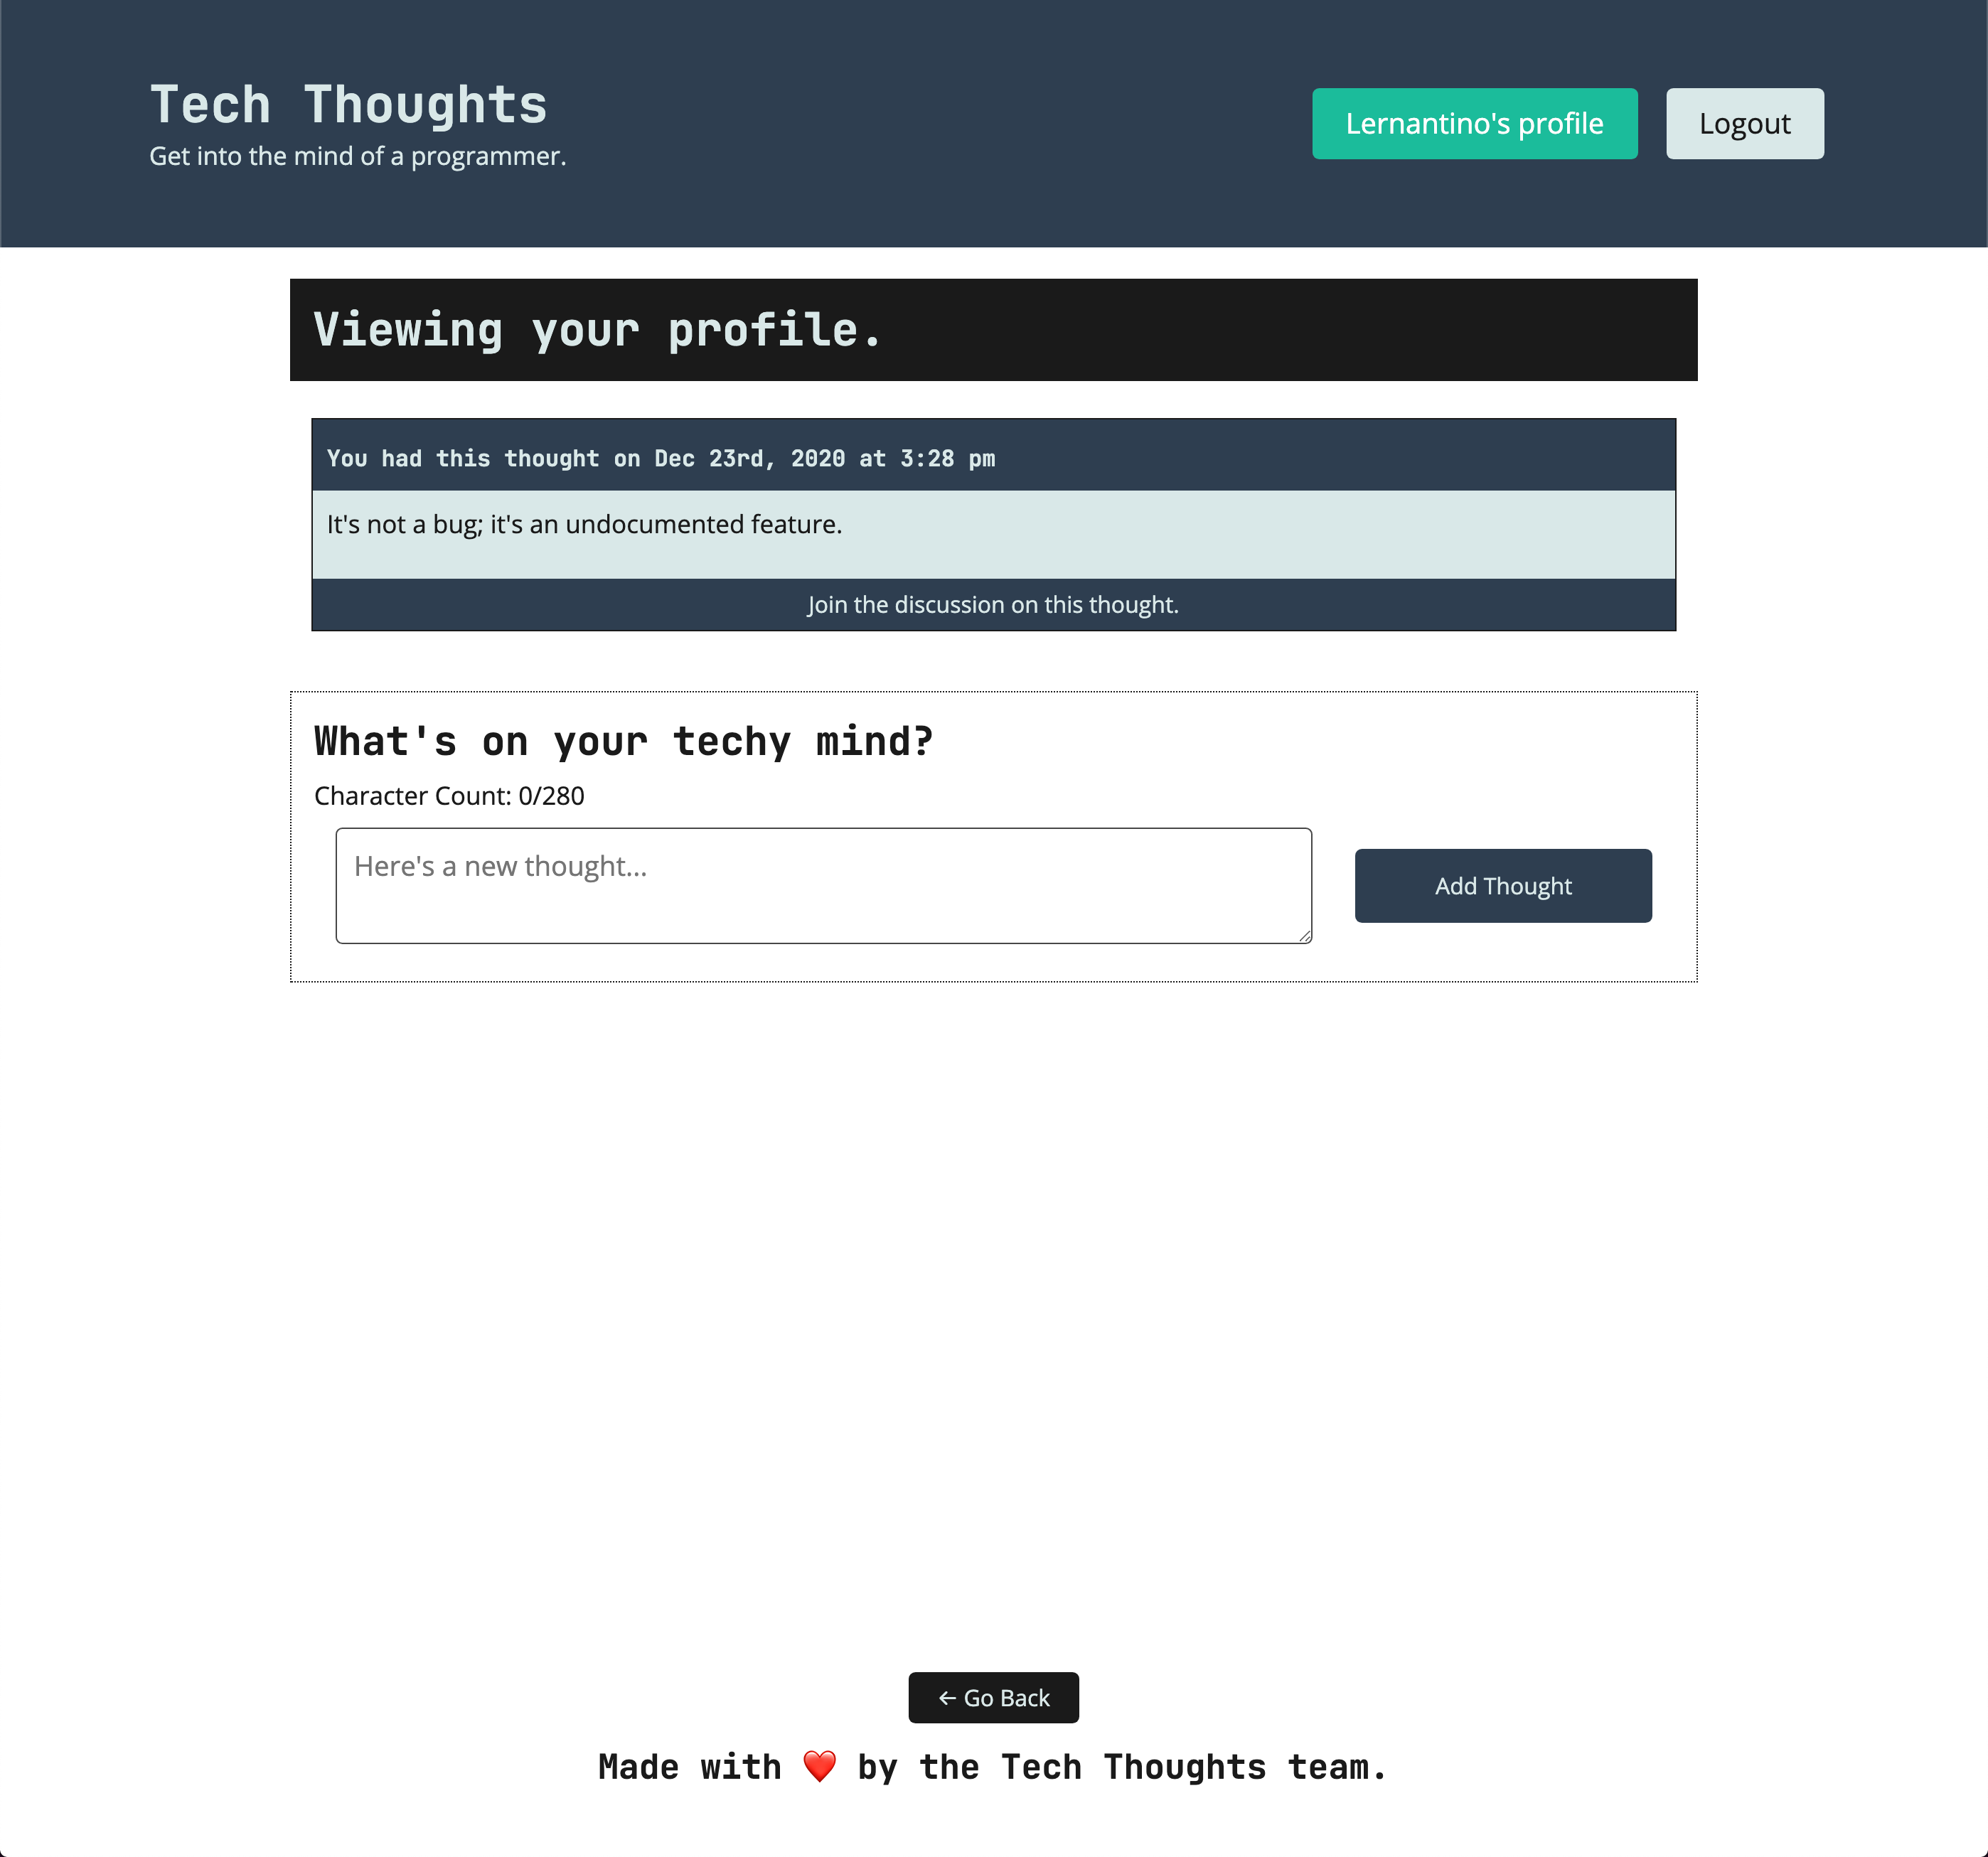 Tech Thoughts
Get into the mind of a programmer.
Lernantino's profile
Logout
Viewing your profile.
You had this thought on Dec 23rd, 2020 at 3:28 pm
It's not a bug; it's an undocumented feature.
Join the discussion on this thought.
What's on your techy mind?
Character Count: 0/280
Here's a new thought...
Add Thought
← Go Back
Made with ❤️ by the Tech Thoughts team.